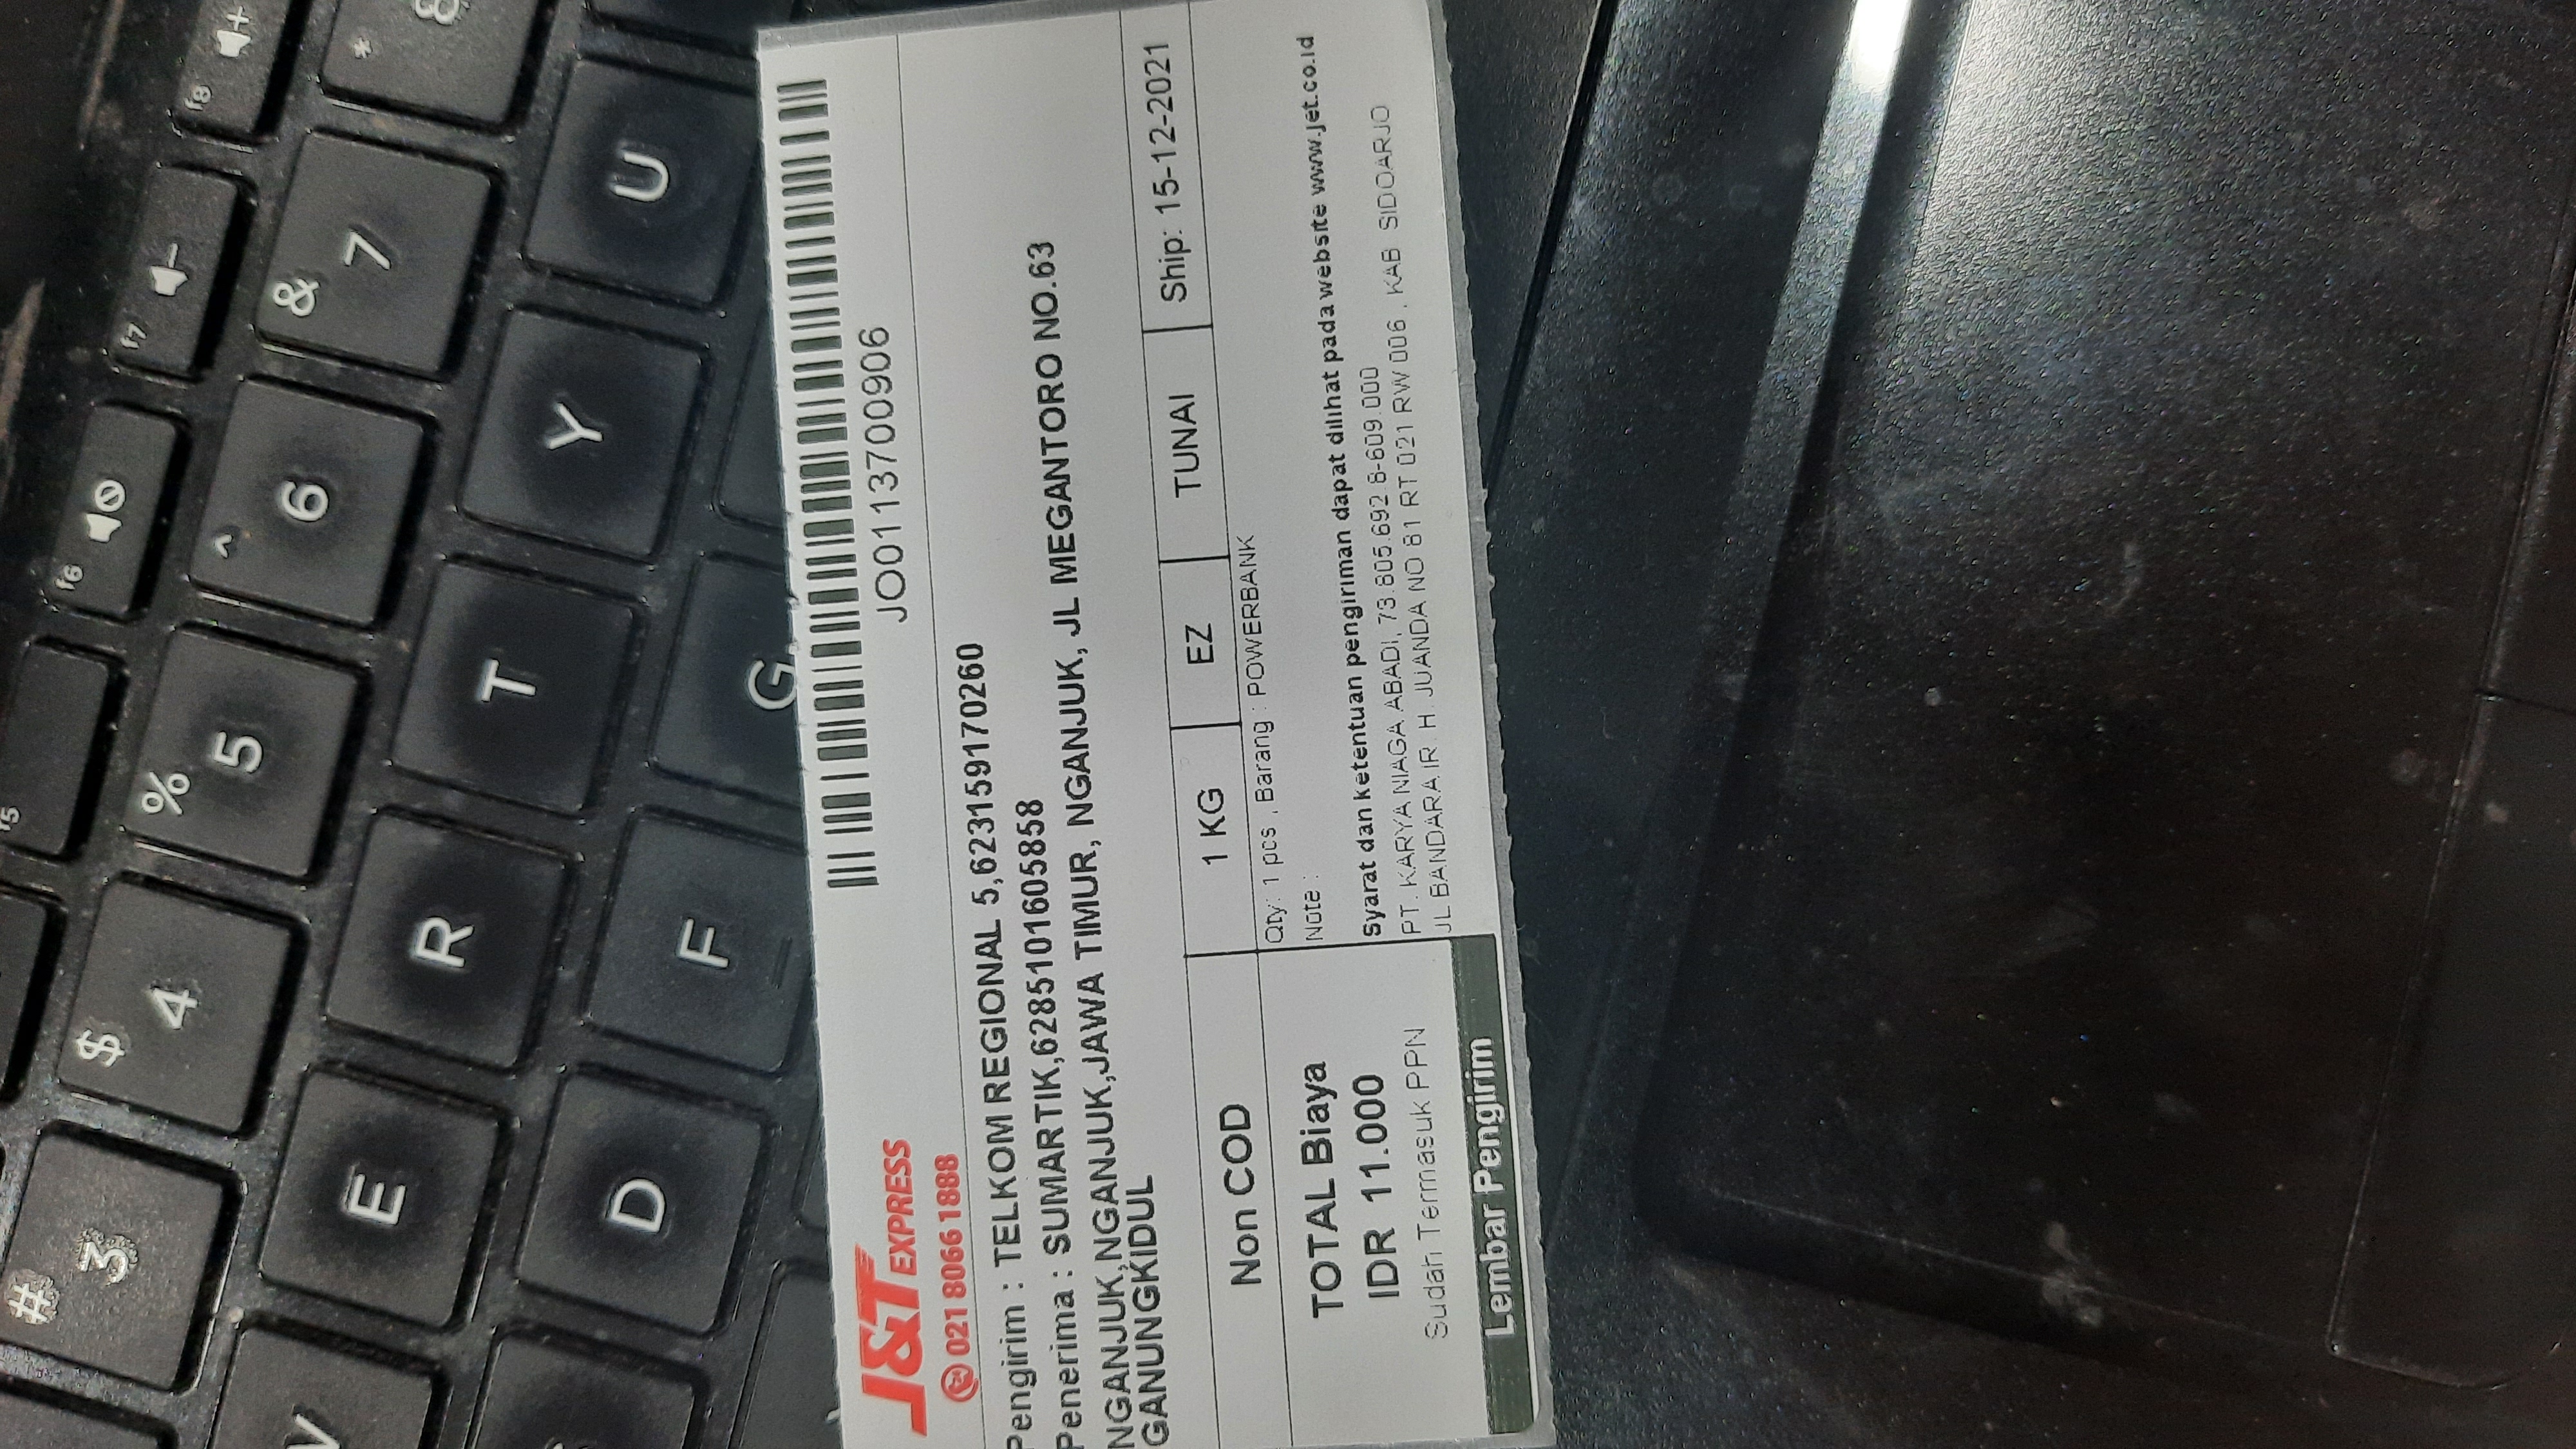 f5
# 3
$ 4
% 5
f6
^ 6
f7
& 7
f8
*
E
R
T
Y
U
D
F
G
J&T EXPRESS
021 8066 1888
JO0113700906
Pengirim : TELKOM REGIONAL 5,623159170260
Penerima : SUMARTIK,6285101605858
NGANJUK,NGANJUK,JAWA TIMUR, NGANJUK, JL MEGANTORO NO.63
GANUNGKIDUL
Non COD
1 KG
EZ
TUNAI
Ship: 15-12-2021
Qty: 1 pcs , Barang : POWERBANK
Note :
TOTAL Biaya
IDR 11.000
Sudah Termasuk PPN
Lembar Pengirim
Syarat dan ketentuan pengiriman dapat dilihat pada website www.jet.co.id
PT. KARYA NIAGA ABADI, 73.805.692.8-609.000
JL BANDARA IR. H. JUANDA NO 81 RT 021 RW 006 , KAB. SIDOARJO